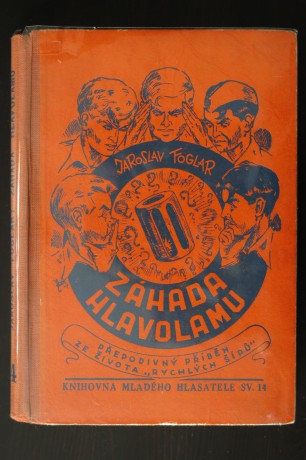 JAROSLAV FOGLAR
ZÁHADA
HLAVOLAMU
PŘEPODIVNÝ PŘÍBĚH
ZE ŽIVOTA „RYCHLÝCH ŠÍPŮ“
KNIHOVNA MLADÉHO HLASATELE SV. 14